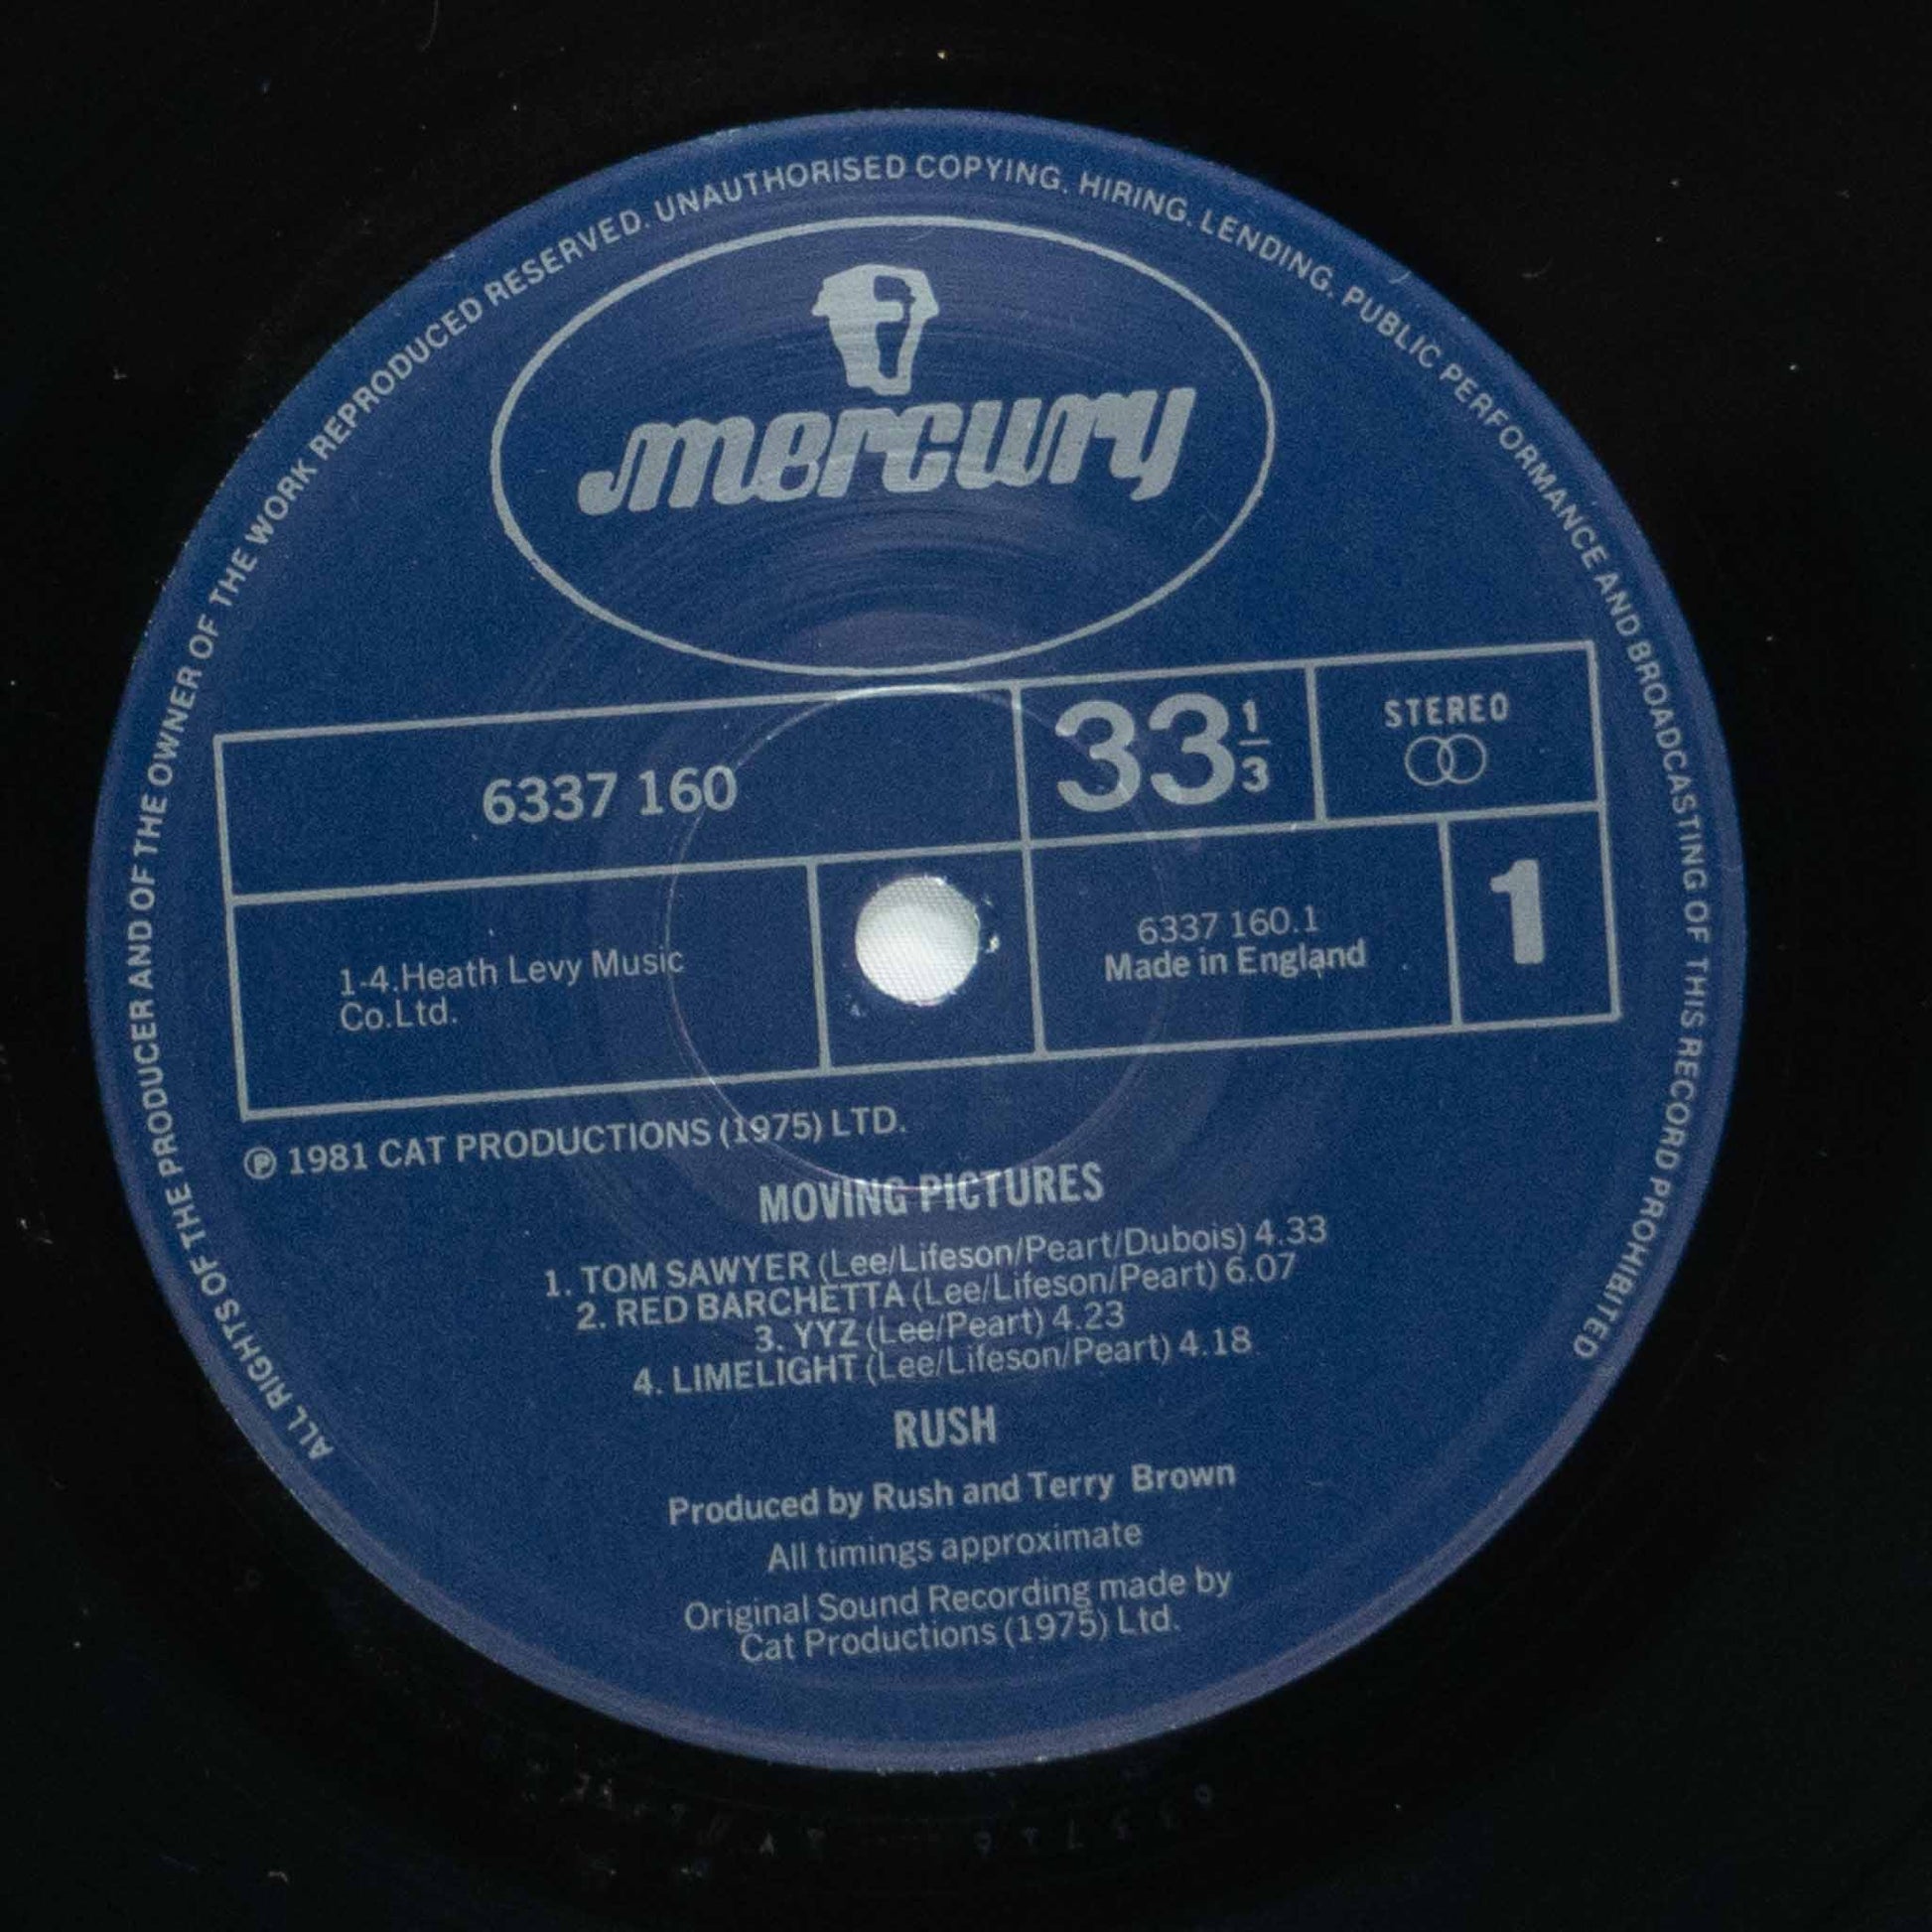 ALL RIGHTS OF THE PRODUCER AND OF THE OWNER OF THE WORK REPRODUCED RESERVED. UNAUTHORISED COPYING, HIRING, LENDING, PUBLIC PERFORMANCE AND BROADCASTING OF THIS RECORD PROHIBITED
mercury
6337 160
33 1/3
STEREO
1-4.Heath Levy Music
Co.Ltd.
6337 160.1
Made in England
1
℗ 1981 CAT PRODUCTIONS (1975) LTD.
MOVING PICTURES
1. TOM SAWYER (Lee/Lifeson/Peart/Dubois) 4.33
2. RED BARCHETTA (Lee/Lifeson/Peart) 6.07
3. YYZ (Lee/Peart) 4.23
4. LIMELIGHT (Lee/Lifeson/Peart) 4.18
RUSH
Produced by Rush and Terry Brown
All timings approximate
Original Sound Recording made by
Cat Productions (1975) Ltd.